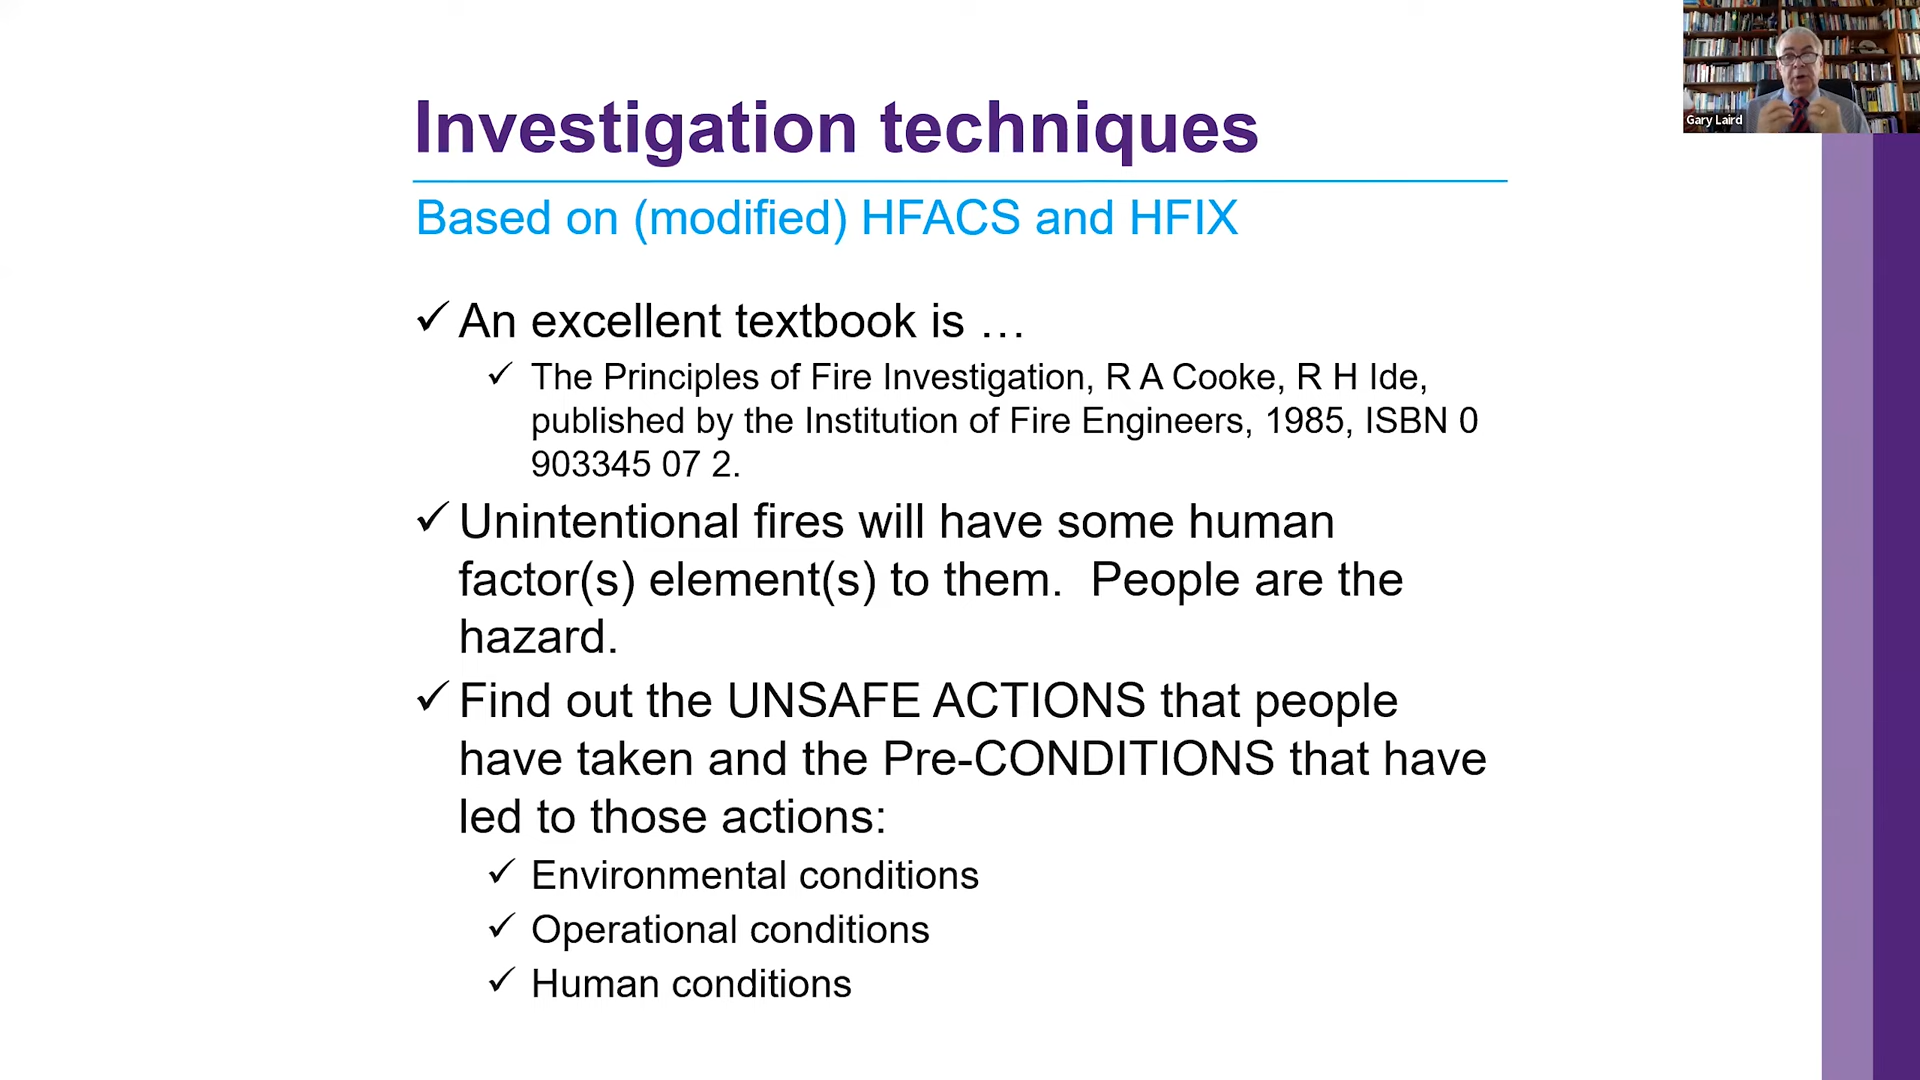 Gary Laird
Investigation techniques
Based on (modified) HFACS and HFIX
✓ An excellent textbook is …
✓ The Principles of Fire Investigation, R A Cooke, R H Ide,
published by the Institution of Fire Engineers, 1985, ISBN 0
903345 07 2.
✓ Unintentional fires will have some human
factor(s) element(s) to them.  People are the
hazard.
✓ Find out the UNSAFE ACTIONS that people
have taken and the Pre-CONDITIONS that have
led to those actions:
✓ Environmental conditions
✓ Operational conditions
✓ Human conditions